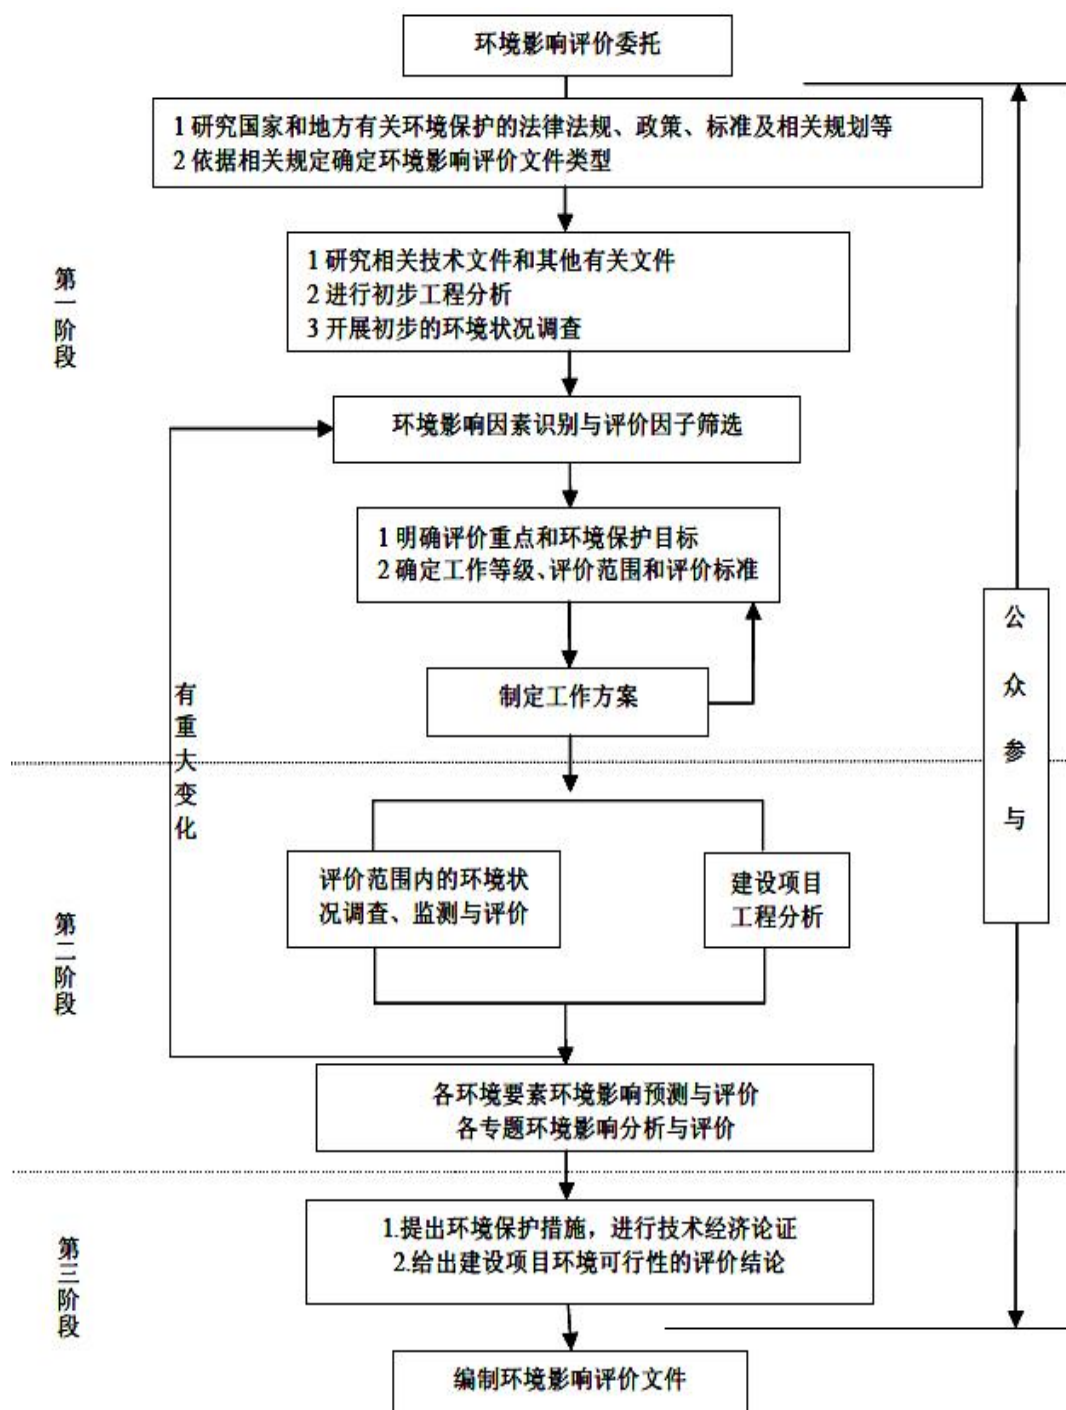 环境影响评价委托
1 研究国家和地方有关环境保护的法律法规、政策、标准及相关规划等
2 依据相关规定确定环境影响评价文件类型
第一阶段
1 研究相关技术文件和其他有关文件
2 进行初步工程分析
3 开展初步的环境状况调查
环境影响因素识别与评价因子筛选
1 明确评价重点和环境保护目标
2 确定工作等级、评价范围和评价标准
公众参与
制定工作方案
有重大变化
第二阶段
评价范围内的环境状
况调查、监测与评价
建设项目
工程分析
各环境要素环境影响预测与评价
各专题环境影响分析与评价
第三阶段
1.提出环境保护措施，进行技术经济论证
2.给出建设项目环境可行性的评价结论
编制环境影响评价文件